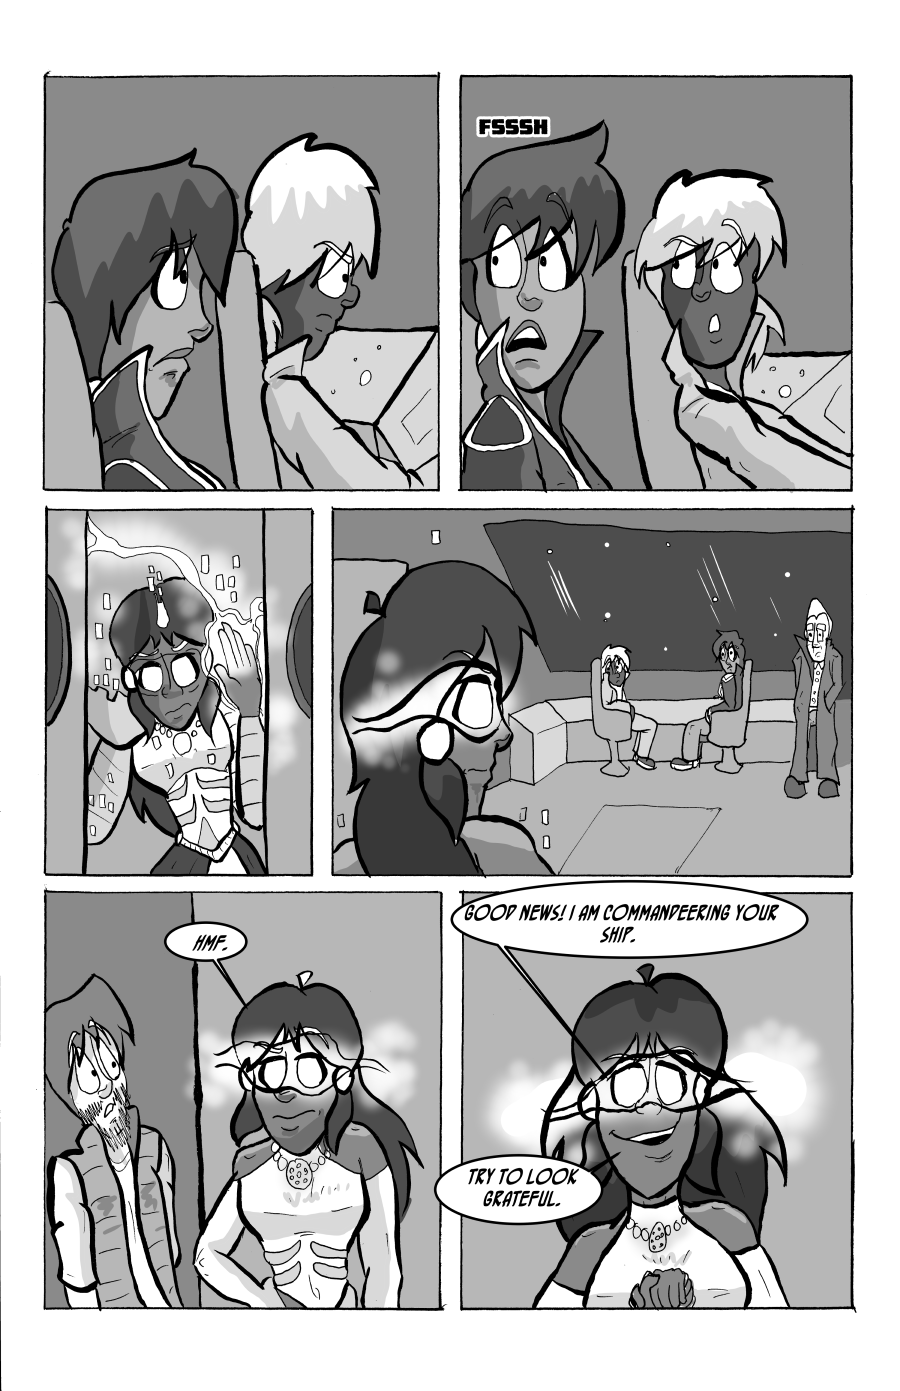 FSSSH
HMF.
GOOD NEWS! I AM COMMANDEERING YOUR
SHIP.
TRY TO LOOK
GRATEFUL.